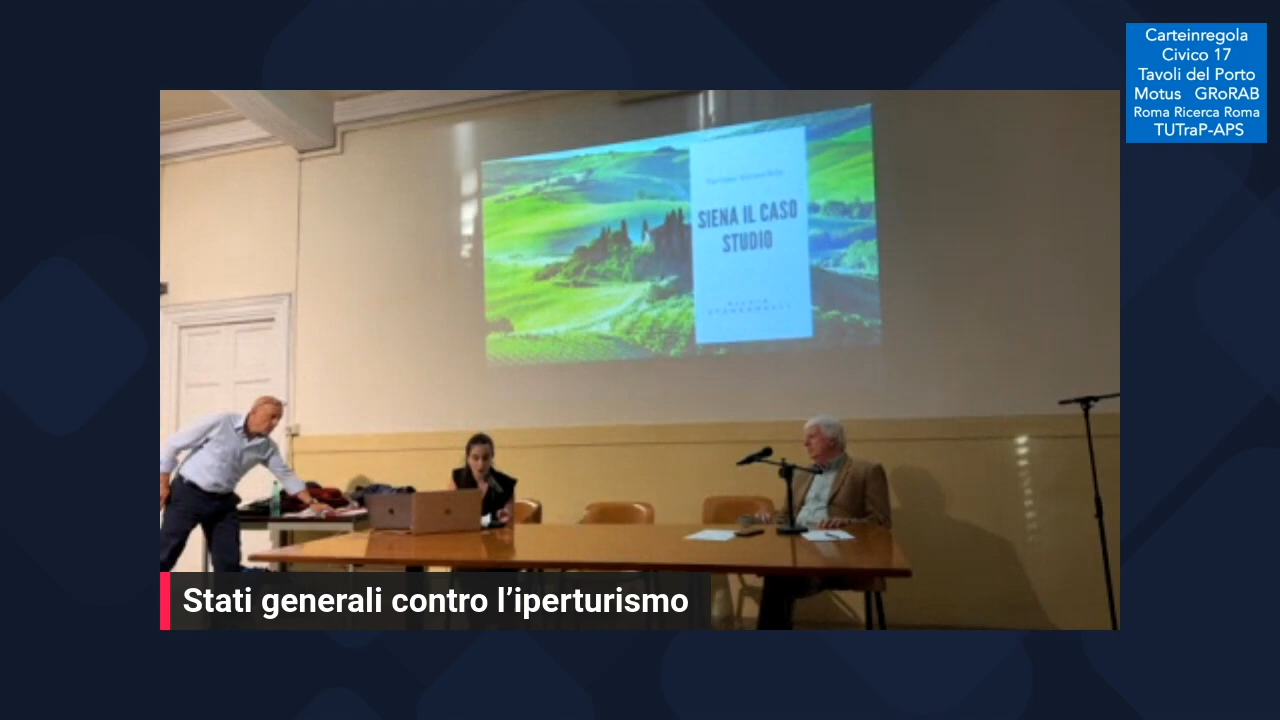 Carteinregola
Civico 17
Tavoli del Porto
Motus GRoRAB
Roma Ricerca Roma
TUTraP-APS
SIENA IL CASO
STUDIO
Stati generali contro l’iperturismo